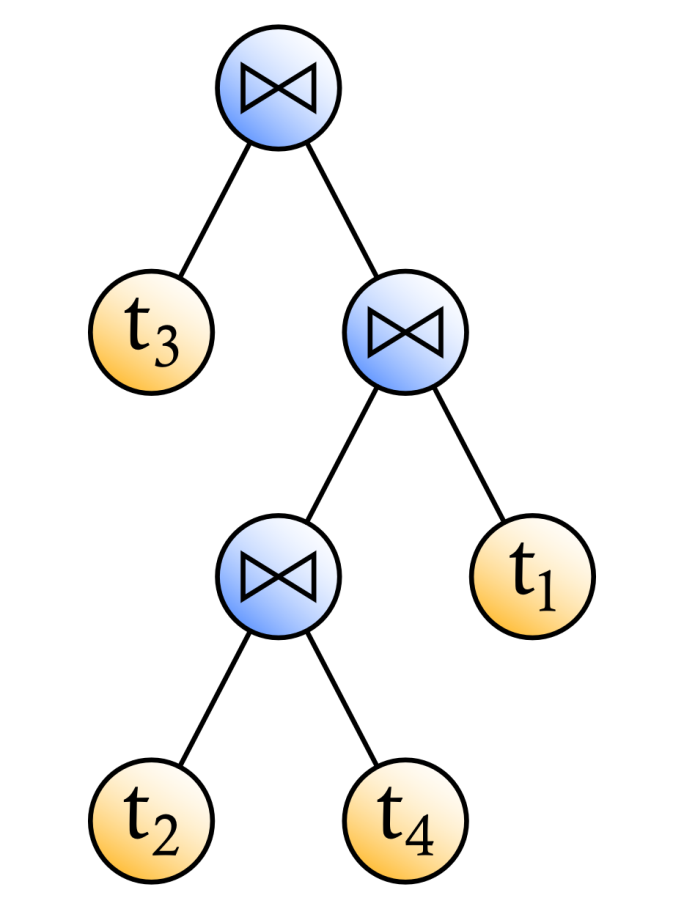 ⋈
t₃ ⋈
⋈ t₁
t₂ t₄